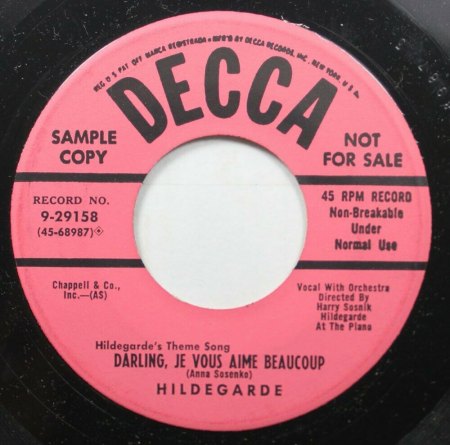 REG. U.S. PAT. OFF. MARCA REGISTRADA • MF'D BY DECCA RECORDS, INC., NEW YORK, U.S.A.
DECCA
SAMPLE
COPY
NOT
FOR SALE
RECORD NO.
9-29158
(45-68987)
45 RPM RECORD
Non-Breakable
Under
Normal Use
Chappell & Co.,
Inc.—(AS)
Vocal With Orchestra
Directed By
Harry Sosnik
Hildegarde
At The Piano
Hildegarde's Theme Song
DARLING, JE VOUS AIME BEAUCOUP
(Anna Sosenko)
HILDEGARDE